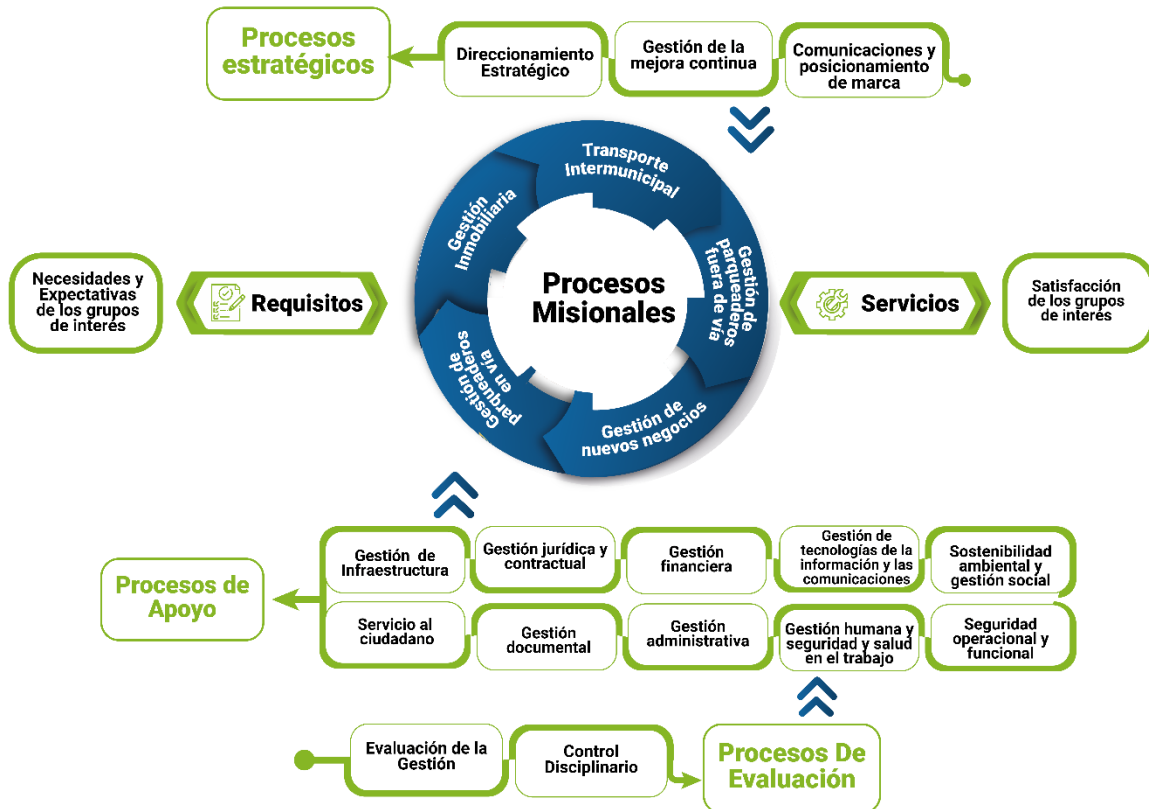 Procesos
estratégicos
Direccionamiento
Estratégico
Gestión de la
mejora continua
Comunicaciones y
posicionamiento
de marca
Transporte
Intermunicipal
Gestión
Inmobiliaria
Gestión de
parqueaderos
fuera de vía
Procesos
Misionales
Gestión de
parqueaderos
en vía
Gestión de
nuevos negocios
Necesidades y
Expectativas
de los grupos
de interés
Requisitos
Servicios
Satisfacción
de los grupos
de interés
Procesos de
Apoyo
Gestión de
Infraestructura
Gestión jurídica y
contractual
Gestión
financiera
Gestión de
tecnologías de la
información y las
comunicaciones
Sostenibilidad
ambiental y
gestión social
Servicio al
ciudadano
Gestión
documental
Gestión
administrativa
Gestión humana y
seguridad y salud
en el trabajo
Seguridad
operacional y
funcional
Evaluación de la
Gestión
Control
Disciplinario
Procesos De
Evaluación